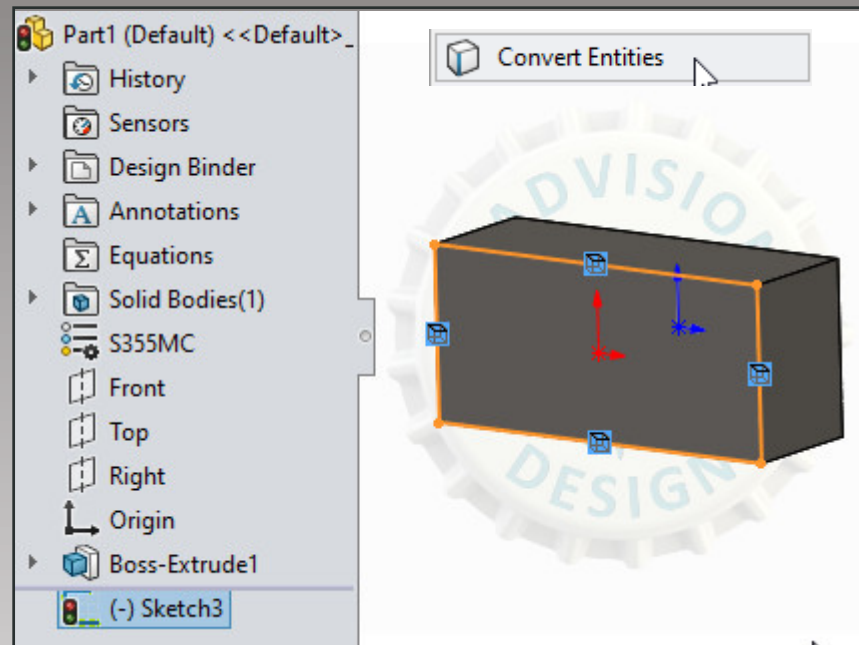 Part1 (Default) <<Default>_
History
Sensors
Design Binder
Annotations
Equations
Solid Bodies(1)
S355MC
Front
Top
Right
Origin
Boss-Extrude1
(-) Sketch3
Convert Entities
ADVISION
DESIGN